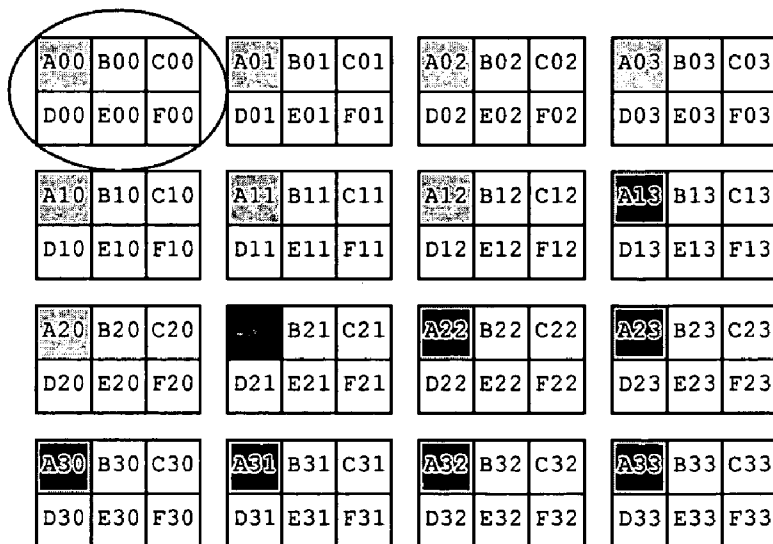 A00 B00 C00 A01 B01 C01 A02 B02 C02 A03 B03 C03
D00 E00 F00 D01 E01 F01 D02 E02 F02 D03 E03 F03
A10 B10 C10 A11 B11 C11 A12 B12 C12 A13 B13 C13
D10 E10 F10 D11 E11 F11 D12 E12 F12 D13 E13 F13
A20 B20 C20 B21 C21 A22 B22 C22 A23 B23 C23
D20 E20 F20 D21 E21 F21 D22 E22 F22 D23 E23 F23
A30 B30 C30 A31 B31 C31 A32 B32 C32 A33 B33 C33
D30 E30 F30 D31 E31 F31 D32 E32 F32 D33 E33 F33